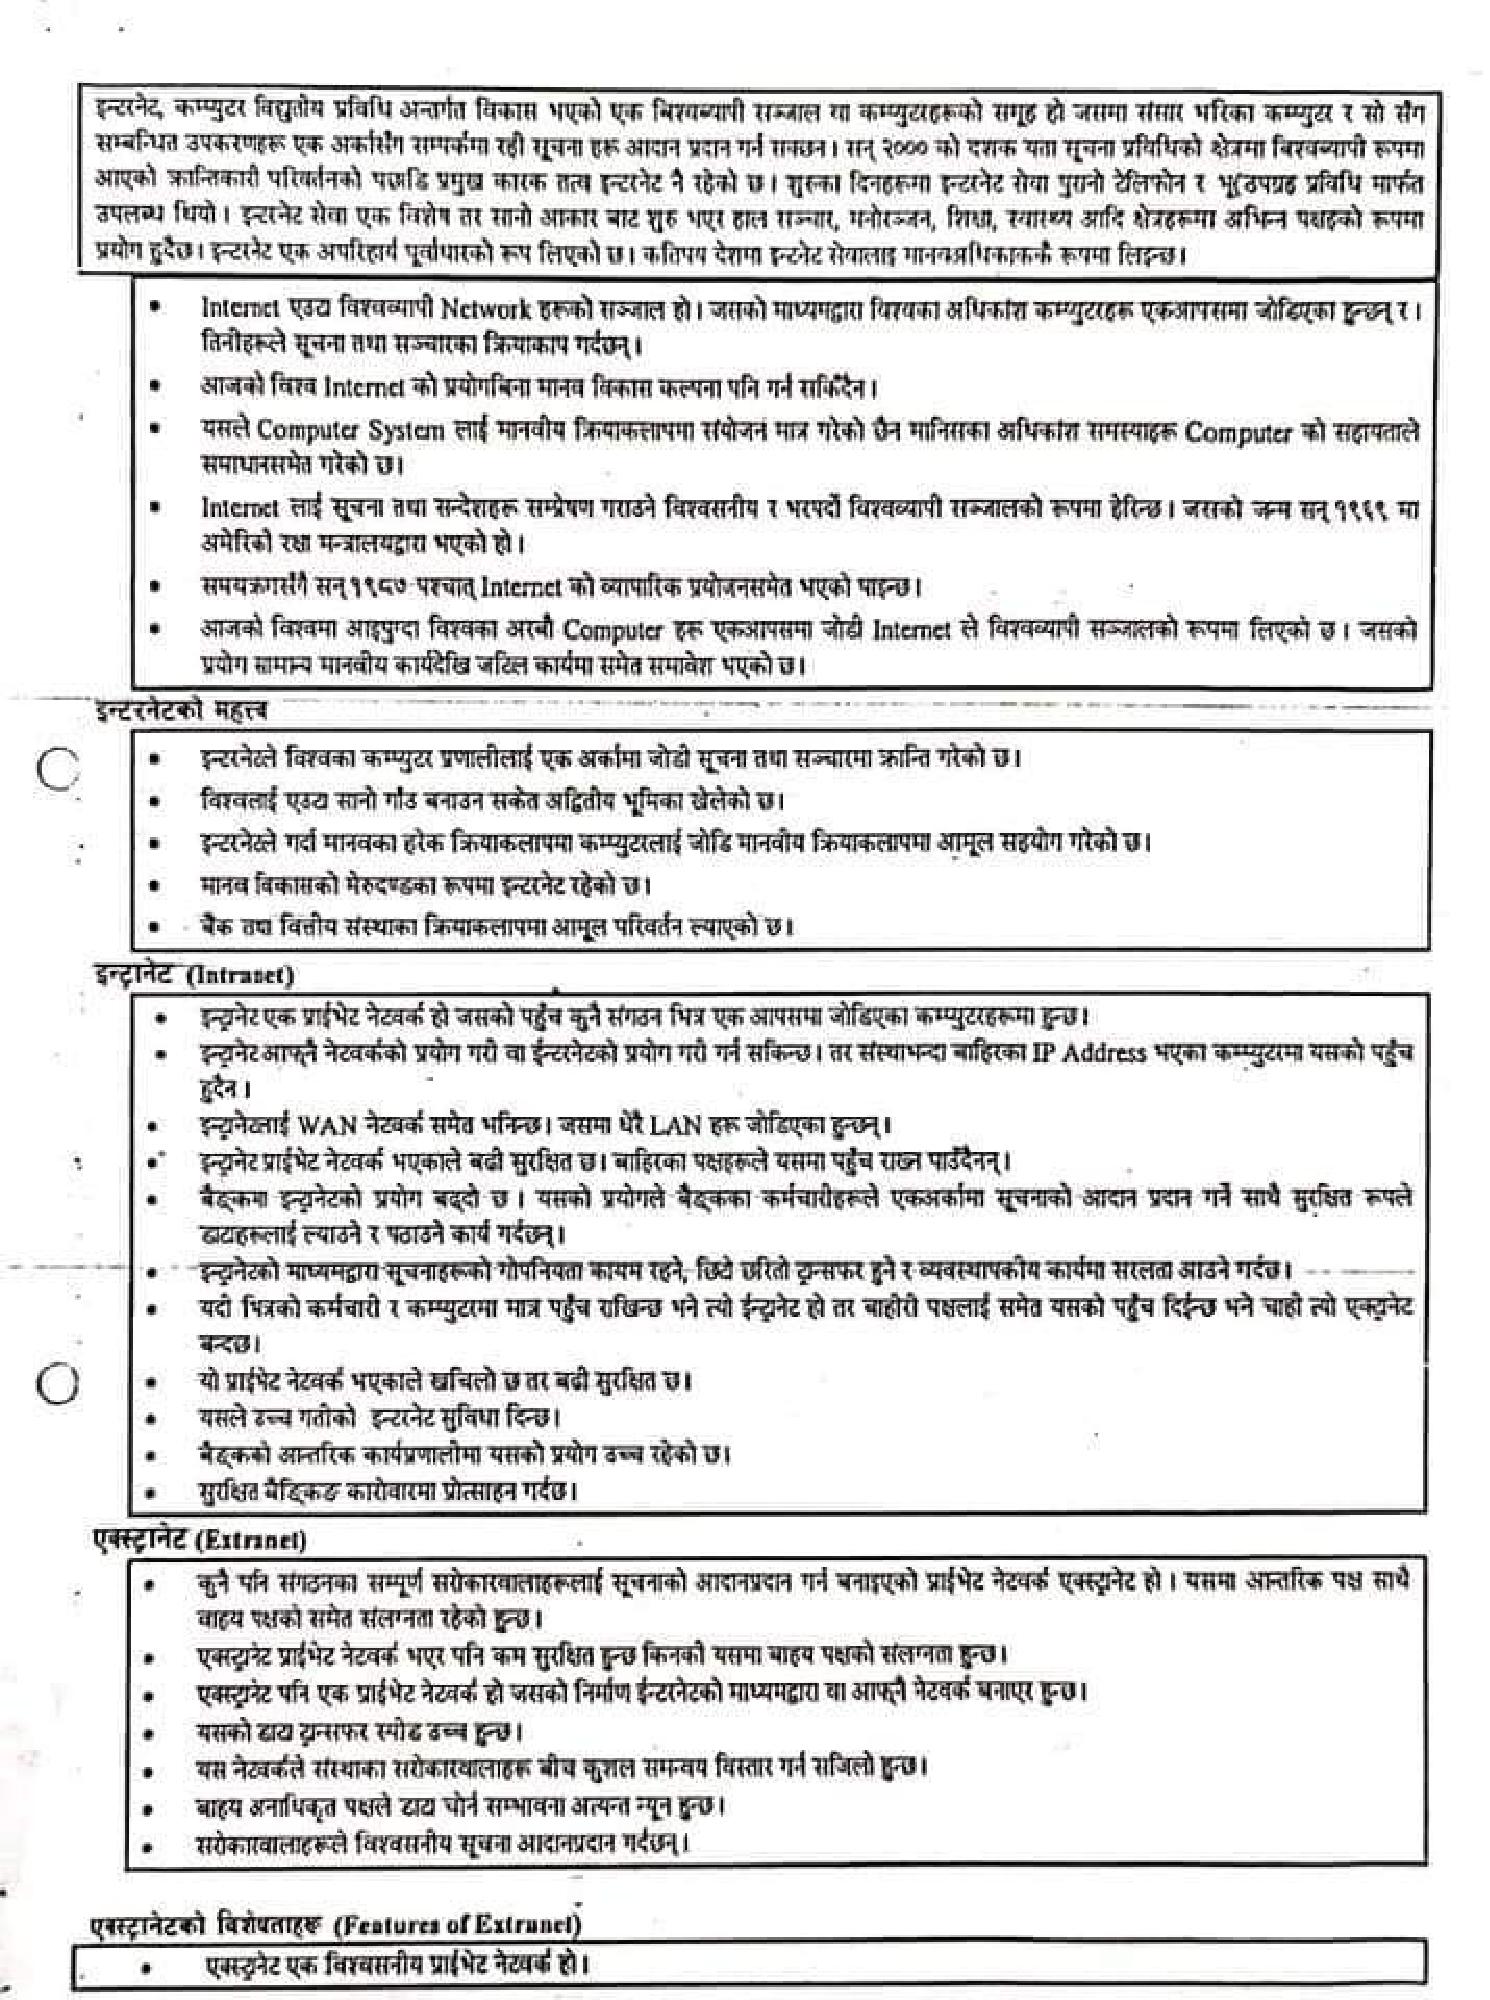 इन्टरनेट, कम्प्युटर विद्युतीय प्रविधि अन्तर्गत विकास भएको एक बिश्वब्यापी सञ्जाल या कम्प्युटरहरूको समूह हो जसमा संसार भरिका कम्प्युटर र सो सँग
सम्बन्धित उपकरणहरू एक अर्कासँग सम्पर्कमा रही सूचना हरू आदान प्रदान गर्न सक्छन। सन् २००० को दशक यता सूचना प्रविधिको क्षेत्रमा बिश्वब्यापी रूपमा
आएको क्रान्तिकारी परिवर्तनको पछाडि प्रमुख कारक तत्व इन्टरनेट नै रहेको छ। शुरुका दिनहरूमा इन्टरनेट सेवा पुरानो टेलिफोन र भू(उपग्रह प्रविधि मार्फत
उपलब्ध थियो। इन्टरनेट सेवा एक विशेष तर सानो आकार बाट शुरु भएर हाल सञ्चार, मनोरञ्जन, शिक्षा, स्वास्थ्य आदि क्षेत्रहरूमा अभिन्न पक्षहको रूपमा
प्रयोग हुदैछ। इन्टरनेट एक अपरिहार्य पूर्वाधारको रूप लिएको छ। कतिपय देशमा इन्टनेट सेवालाइ मानवअधिकाककै रूपमा लिइन्छ।
• Internet एउटा विश्वव्यापी Network हरूको सञ्जाल हो। जसको माध्यमद्वारा विश्वका अधिकांश कम्प्युटरहरू एकआपसमा जोडिएका हुन्छन् र।
तिनीहरूले सूचना तथा सञ्चारका क्रियाकाप गर्दछन्।
• आजको विश्व Internet को प्रयोगबिना मानव विकास कल्पना पनि गर्न सकिँदैन।
• यसले Computer System लाई मानवीय क्रियाकलापमा संयोजन मात्र गरेको छैन मानिसका अधिकांश समस्याहरू Computer को सहायताले
समाधानसमेत गरेको छ।
• Internet लाई सूचना तथा सन्देशहरू सम्प्रेषण गराउने विश्वसनीय र भरपर्दो विश्वव्यापी सञ्जालको रूपमा हेरिन्छ। जसको जन्म सन् १९६९ मा
अमेरिकी रक्षा मन्त्रालयद्वारा भएको हो।
• समयक्रमसँगै सन् १९८७ पश्चात् Internet को व्यापारिक प्रयोजनसमेत भएको पाइन्छ।
• आजको विश्वमा आइपुग्दा विश्वका अरबौ Computer हरू एकआपसमा जोडी Internet ले विश्वव्यापी सञ्जालको रूपमा लिएको छ। जसको
प्रयोग सामान्य मानवीय कार्यदेखि जटिल कार्यमा समेत समावेश भएको छ।
इन्टरनेटको महत्त्व
• इन्टरनेटले विश्वका कम्प्युटर प्रणालीलाई एक अर्कामा जोडी सूचना तथा सञ्चारमा क्रान्ति गरेको छ।
• विश्वलाई एउटा सानो गाँउ बनाउन सकेत अद्वितीय भूमिका खेलेको छ।
• इन्टरनेटले गर्दा मानवका हरेक क्रियाकलापमा कम्प्युटरलाई जोडि मानवीय क्रियाकलापमा आमूल सहयोग गरेको छ।
• मानव विकासको मेरुदण्डका रूपमा इन्टरनेट रहेको छ।
• बैंक तथा वित्तीय संस्थाका क्रियाकलापमा आमूल परिवर्तन ल्याएको छ।
इन्ट्रानेट (Intranet)
• इन्ट्रानेट एक प्राईभेट नेटवर्क हो जसको पहुँच कुनै संगठन भित्र एक आपसमा जोडिएका कम्प्युटरहरूमा हुन्छ।
• इन्ट्रानेट आफ्नै नेटवर्कको प्रयोग गरी वा ईन्टरनेटको प्रयोग गरी गर्न सकिन्छ। तर संस्थाभन्दा बाहिरका IP Address भएका कम्प्युटरमा यसको पहुँच
हुदैन।
• इन्ट्रानेटलाई WAN नेटवर्क समेत भनिन्छ। जसमा धेरै LAN हरू जोडिएका हुन्छन्।
• इन्ट्रानेट प्राईभेट नेटवर्क भएकाले बढी सुरक्षित छ। बाहिरका पक्षहरूले यसमा पहुँच राख्न पाउँदैनन्।
• बैङ्कमा इन्ट्रानेटको प्रयोग बढ्दो छ। यसको प्रयोगले बैङ्कका कर्मचारीहरूले एकअर्कामा सूचनाको आदान प्रदान गर्ने साथै सुरक्षित रूपले
डाटाहरूलाई ल्याउने र पठाउने कार्य गर्दछन्।
• इन्ट्रानेटको माध्यमद्वारा सूचनाहरूको गोपनियता कायम रहने, छिटो छरितो ट्रान्सफर हुने र व्यवस्थापकीय कार्यमा सरलता आउने गर्दछ।
• यदी भित्रको कर्मचारी र कम्प्युटरमा मात्र पहुँच राखिन्छ भने त्यो ईन्ट्रानेट हो तर बाहीरी पक्षलाई समेत यसको पहुँच दिईन्छ भने चाही त्यो एक्ट्रानेट
बन्दछ।
• यो प्राईभेट नेटवर्क भएकाले खर्चिलो छ तर बढी सुरक्षित छ।
• यसले उच्च गतीको इन्टरनेट सुविधा दिन्छ।
• बैङ्कको आन्तरिक कार्यप्रणालीमा यसको प्रयोग उच्च रहेको छ।
• सुरक्षित बैङ्किङ कारोवारमा प्रोत्साहन गर्दछ।
एक्स्ट्रानेट (Extranet)
• कुनै पनि संगठनका सम्पूर्ण सरोकारवालाहरूलाई सूचनाको आदानप्रदान गर्न बनाइएको प्राईभेट नेटवर्क एक्स्ट्रानेट हो। यसमा आन्तरिक पक्ष साथै
वाहय पक्षको समेत संलग्नता रहेको हुन्छ।
• एक्स्ट्रानेट प्राईभेट नेटवर्क भएर पनि कम सुरक्षित हुन्छ किनकी यसमा बाहय पक्षको संलग्नता हुन्छ।
• एक्स्ट्रानेट पनि एक प्राईभेट नेटवर्क हो जसको निर्माण ईन्टरनेटको माध्यमद्वारा वा आफ्नै नेटवर्क बनाएर हुन्छ।
• यसको डाटा ट्रान्सफर स्पीड उच्च हुन्छ।
• यस नेटवर्कले संस्थाका सरोकारवालाहरू बीच कुशल समन्वय विस्तार गर्न सजिलो हुन्छ।
• बाहय अनाधिकृत पक्षले डाटा चोर्न सम्भावना अत्यन्त न्यून हुन्छ।
• सरोकारवालाहरूले विश्वसनीय सूचना आदानप्रदान गर्दछन्।
एक्स्ट्रानेटको विशेषताहरू (Features of Extranet)
• एक्स्ट्रानेट एक विश्वसनीय प्राईभेट नेटवर्क हो।